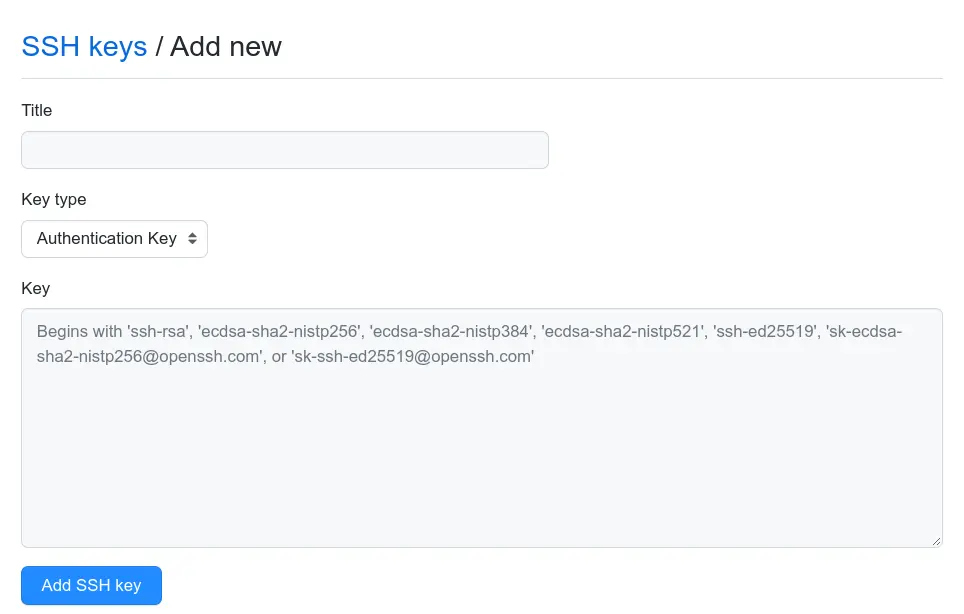 SSH keys / Add new
Title
Key type
Authentication Key
Key
Begins with 'ssh-rsa', 'ecdsa-sha2-nistp256', 'ecdsa-sha2-nistp384', 'ecdsa-sha2-nistp521', 'ssh-ed25519', 'sk-ecdsa-
sha2-nistp256@openssh.com', or 'sk-ssh-ed25519@openssh.com'
Add SSH key